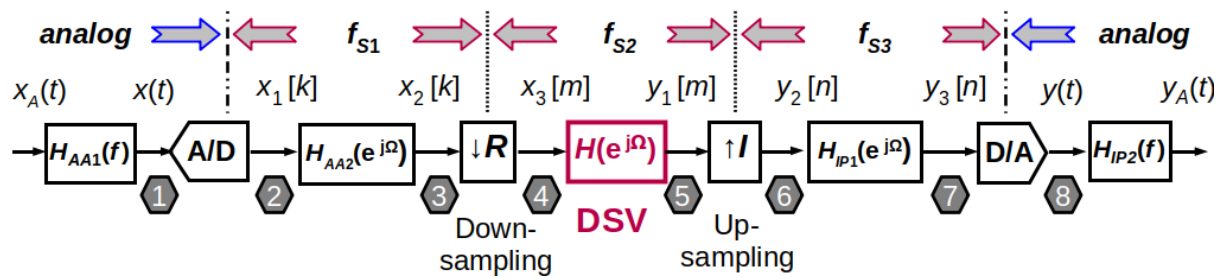 analog f_S1 f_S2 f_S3 analog
x_A(t) x(t) x_1[k] x_2[k] x_3[m] y_1[m] y_2[n] y_3[n] y(t) y_A(t)
H_AA1(f) A/D H_AA2(e^jΩ) ↓R H(e^jΩ) ↑I H_IP1(e^jΩ) D/A H_IP2(f)
1 2 3 4 5 6 7 8
Down- DSV Up-
sampling sampling